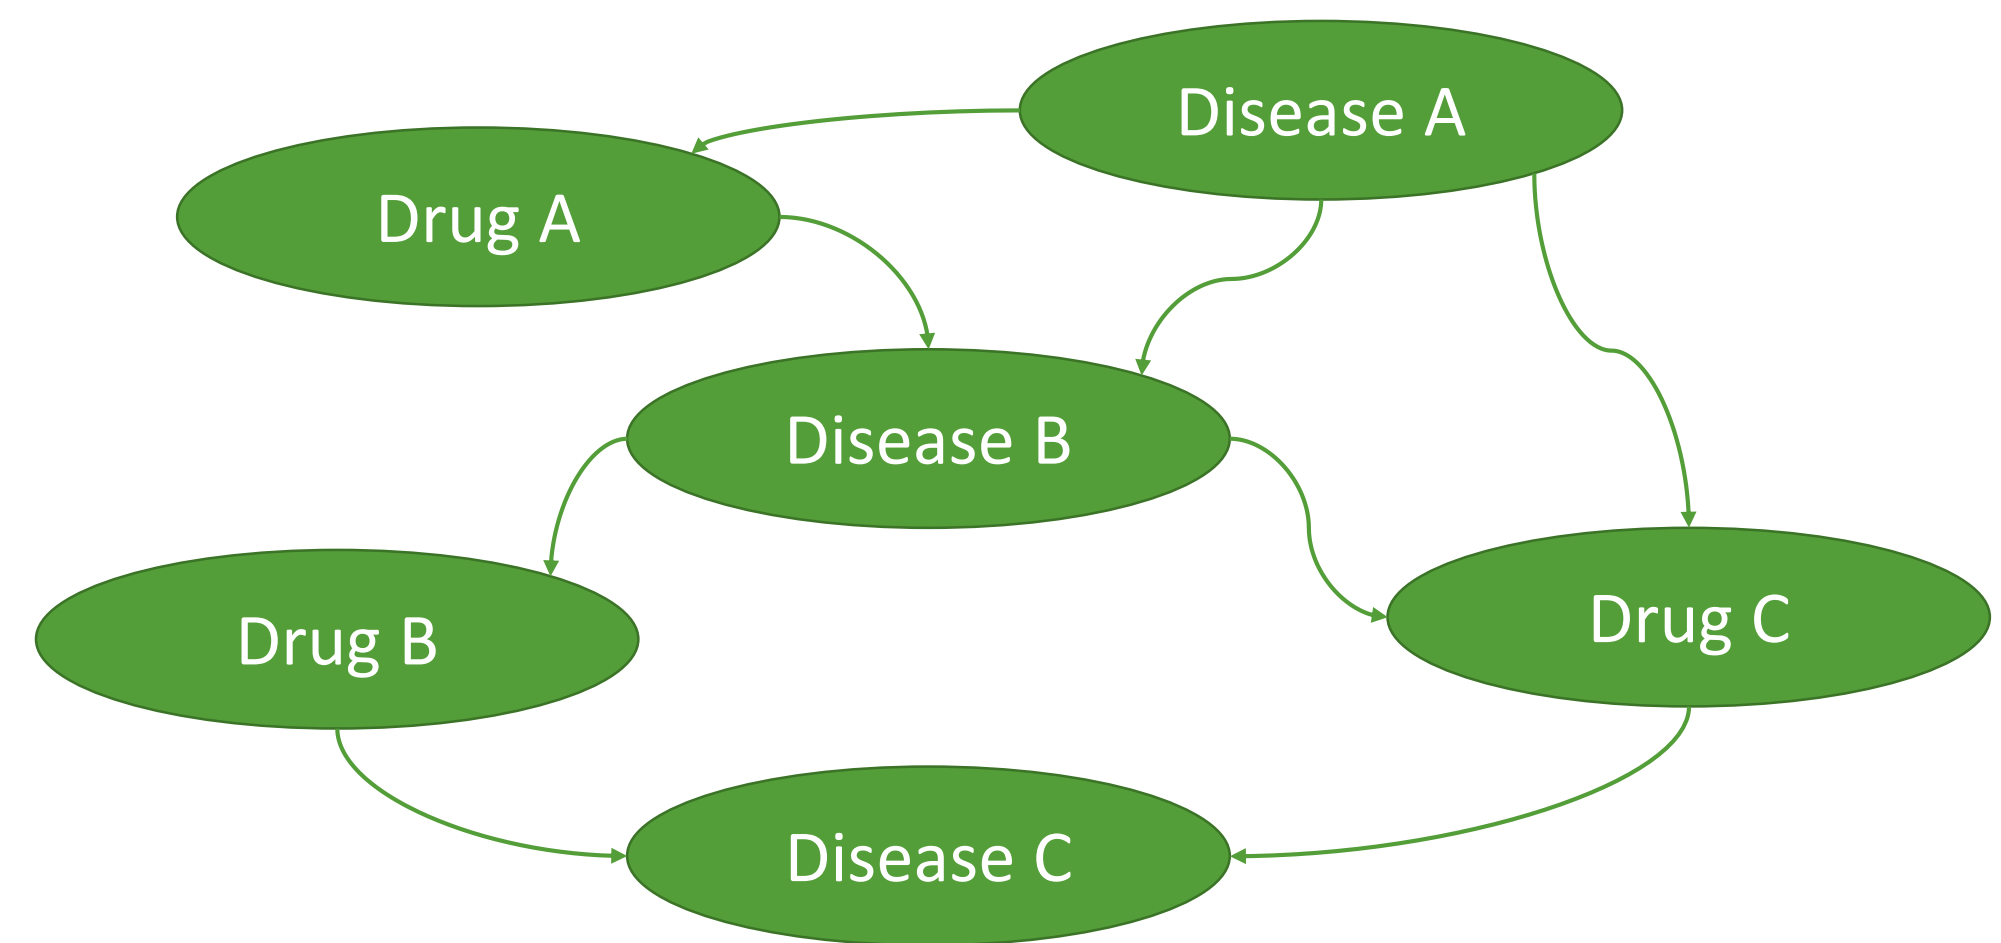 Disease A
Drug A
Disease B
Drug C
Drug B
Disease C